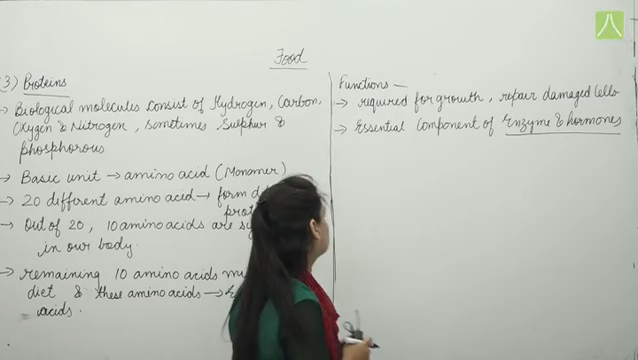 Food
(3) Proteins
→ Biological molecules consist of Hydrogen, Carbon,
Oxygen & Nitrogen, sometimes Sulphur &
phosphorous
→ Basic unit → amino acid (Monomer)
→ 20 different amino acid → form
→ Out of 20, 10 amino acids are
in our body.
→ remaining 10 amino acids
diet & these amino acids →
acids.
Functions —
→ required for growth, repair damaged cells
→ Essential component of Enzyme & hormones